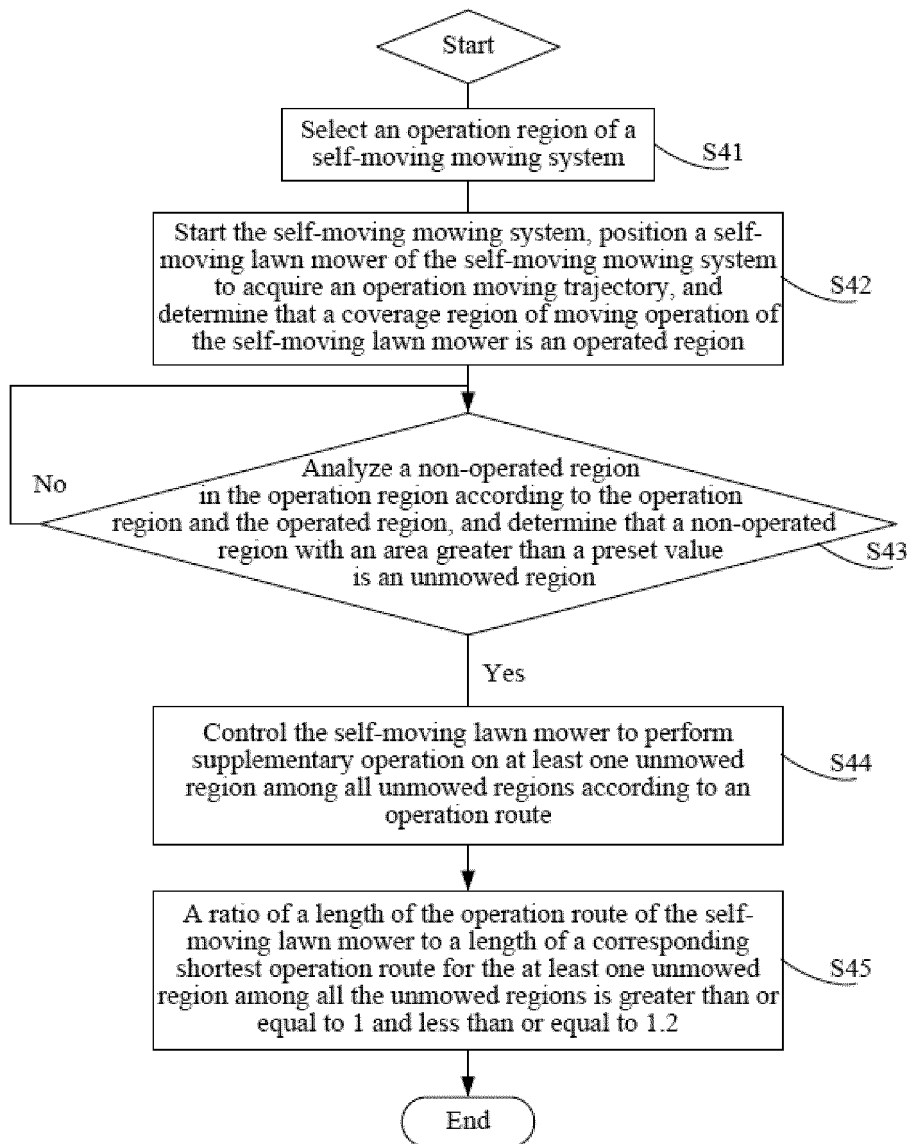 Start
Select an operation region of a
self-moving mowing system
S41
Start the self-moving mowing system, position a self-
moving lawn mower of the self-moving mowing system
to acquire an operation moving trajectory, and
determine that a coverage region of moving operation of
the self-moving lawn mower is an operated region
S42
No
Analyze a non-operated region
in the operation region according to the operation
region and the operated region, and determine that a non-operated
region with an area greater than a preset value
is an unmowed region
S43
Yes
Control the self-moving lawn mower to perform
supplementary operation on at least one unmowed
region among all unmowed regions according to an
operation route
S44
A ratio of a length of the operation route of the self-
moving lawn mower to a length of a corresponding
shortest operation route for the at least one unmowed
region among all the unmowed regions is greater than or
equal to 1 and less than or equal to 1.2
S45
End